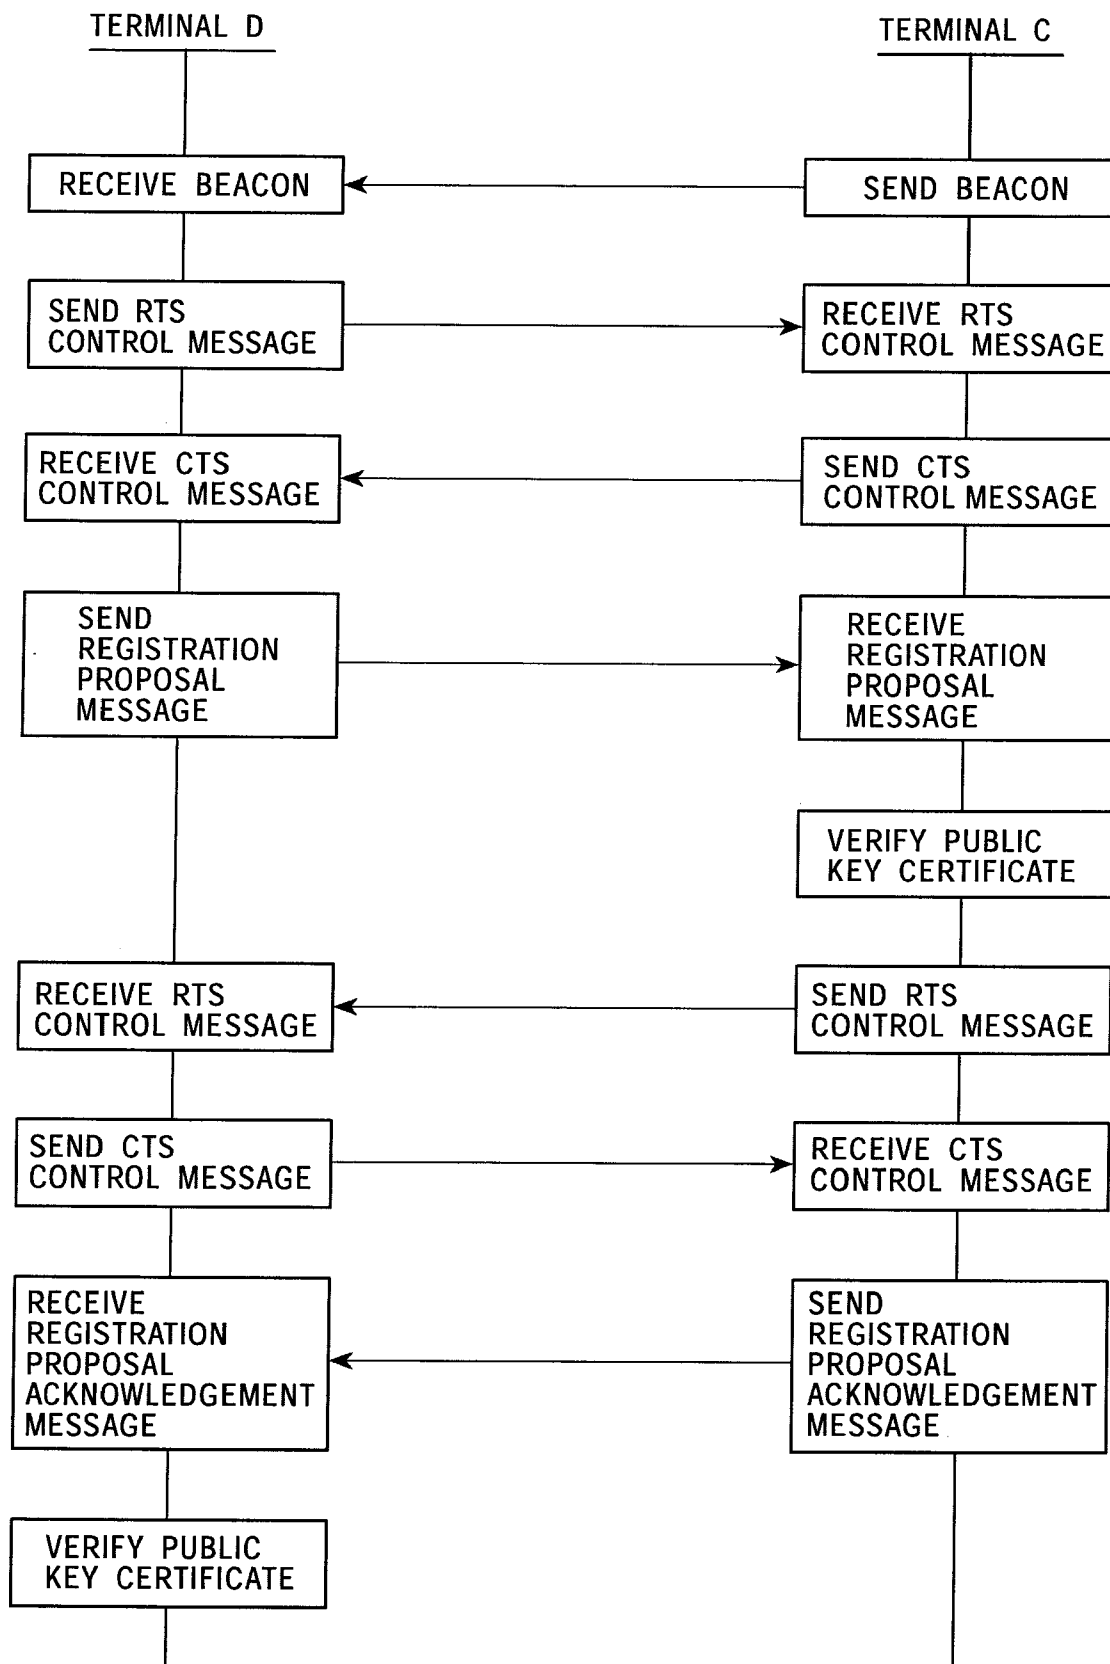 TERMINAL D
TERMINAL C
RECEIVE BEACON
SEND BEACON
SEND RTS
CONTROL MESSAGE
RECEIVE RTS
CONTROL MESSAGE
RECEIVE CTS
CONTROL MESSAGE
SEND CTS
CONTROL MESSAGE
SEND
REGISTRATION
PROPOSAL
MESSAGE
RECEIVE
REGISTRATION
PROPOSAL
MESSAGE
VERIFY PUBLIC
KEY CERTIFICATE
RECEIVE RTS
CONTROL MESSAGE
SEND RTS
CONTROL MESSAGE
SEND CTS
CONTROL MESSAGE
RECEIVE CTS
CONTROL MESSAGE
RECEIVE
REGISTRATION
PROPOSAL
ACKNOWLEDGEMENT
MESSAGE
SEND
REGISTRATION
PROPOSAL
ACKNOWLEDGEMENT
MESSAGE
VERIFY PUBLIC
KEY CERTIFICATE